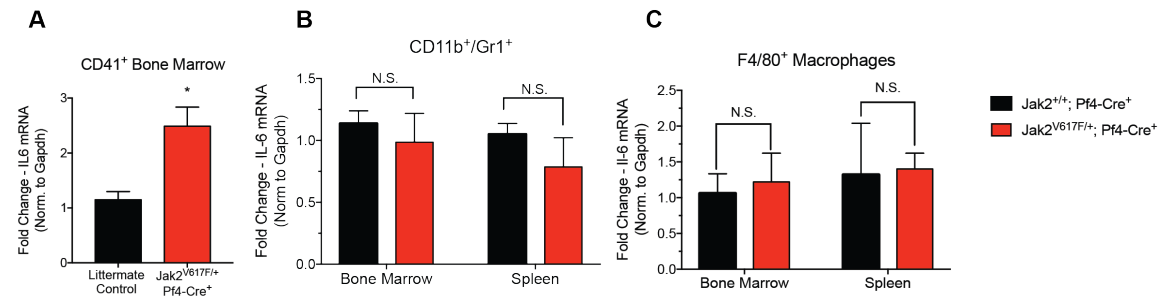 A
CD41⁺ Bone Marrow
Fold Change - IL6 mRNA
(Norm. to Gapdh)
3
2
1
0
*
Littermate
Control
Jak2ⱽ⁶¹⁷ꟳ/⁺
Pf4-Cre⁺
B
CD11b⁺/Gr1⁺
Fold Change - IL-6 mRNA
(Norm to Gapdh)
1.5
1.0
0.5
0.0
N.S.
N.S.
Bone Marrow
Spleen
C
F4/80⁺ Macrophages
Fold Change - Il-6 mRNA
(Norm. to Gapdh)
2.5
2.0
1.5
1.0
0.5
0.0
N.S.
N.S.
Bone Marrow
Spleen
Jak2⁺/⁺; Pf4-Cre⁺
Jak2ⱽ⁶¹⁷ꟳ/⁺; Pf4-Cre⁺